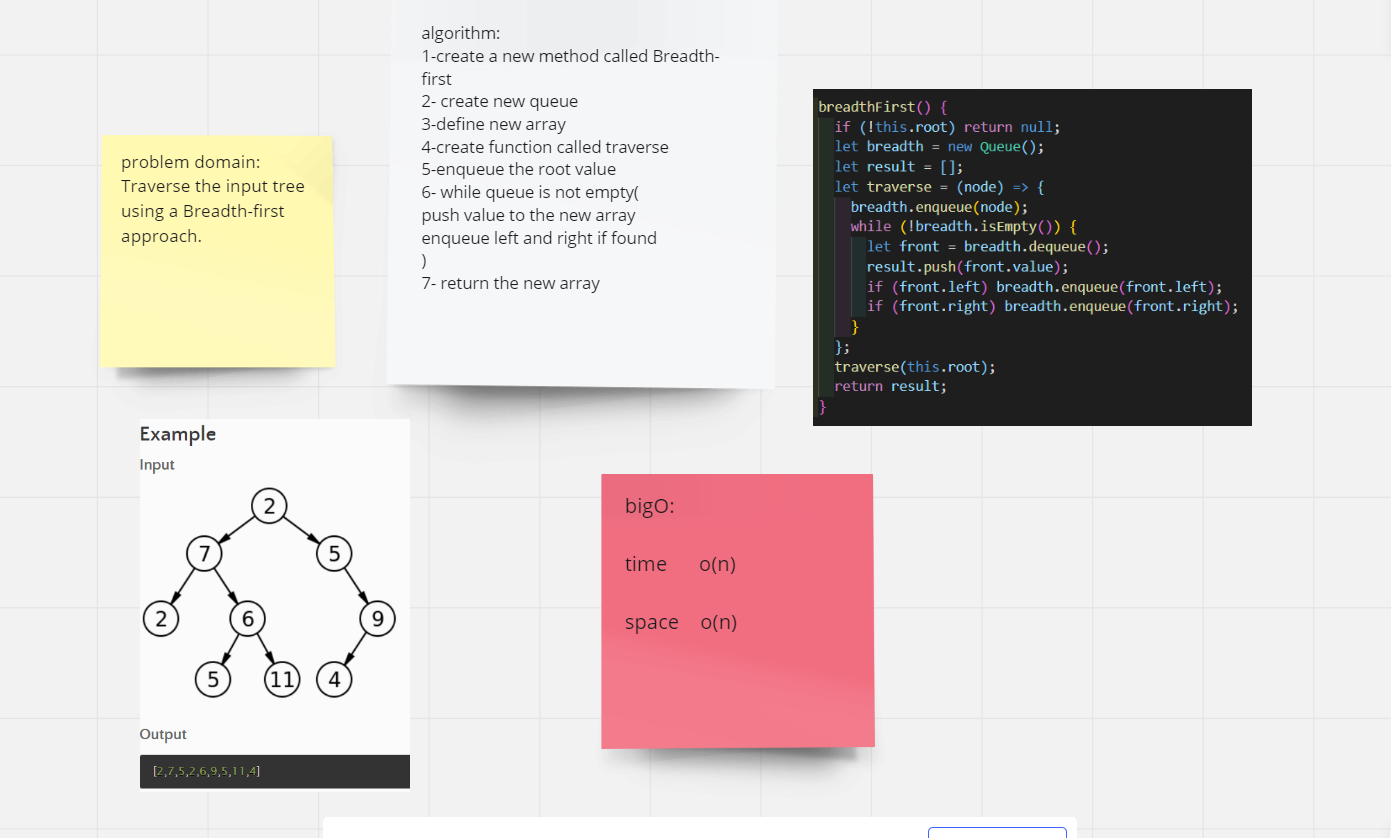 problem domain:
Traverse the input tree
using a Breadth-first
approach.
algorithm:
1-create a new method called Breadth-
first
2- create new queue
3-define new array
4-create function called traverse
5-enqueue the root value
6- while queue is not empty(
push value to the new array
enqueue left and right if found
)
7- return the new array
breadthFirst() {
if (!this.root) return null;
let breadth = new Queue();
let result = [];
let traverse = (node) => {
breadth.enqueue(node);
while (!breadth.isEmpty()) {
let front = breadth.dequeue();
result.push(front.value);
if (front.left) breadth.enqueue(front.left);
if (front.right) breadth.enqueue(front.right);
}
};
traverse(this.root);
return result;
}
Example
Input
2
7 5
2 6 9
5 11 4
Output
[2,7,5,2,6,9,5,11,4]
bigO:
time o(n)
space o(n)